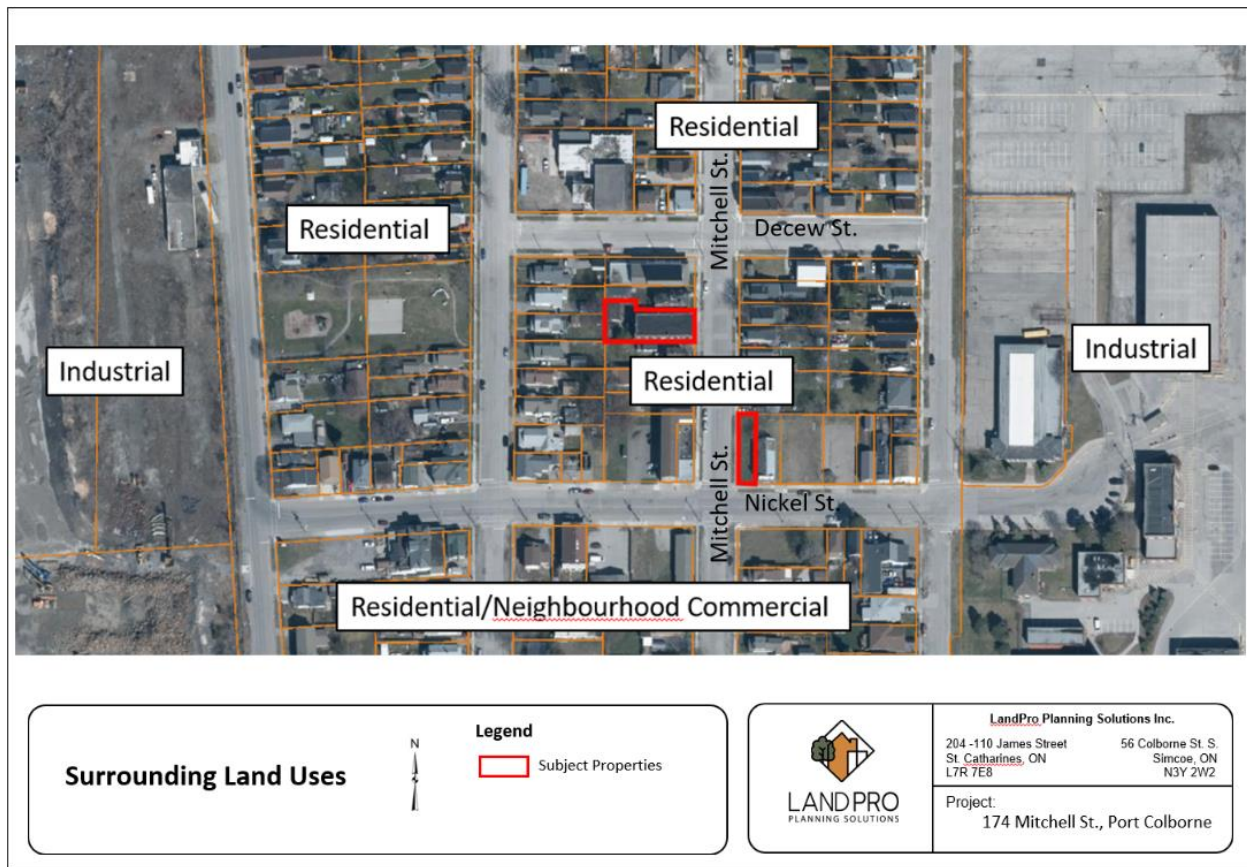 Residential
Mitchell St.
Decew St.
Residential
Industrial
Industrial
Residential
Mitchell St.
Nickel St.
Residential/Neighbourhood Commercial
Surrounding Land Uses
N
Legend
Subject Properties
LANDPRO
PLANNING SOLUTIONS
LandPro Planning Solutions Inc.
204 -110 James Street
St. Catharines, ON
L7R 7E8
56 Colborne St. S.
Simcoe, ON
N3Y 2W2
Project:
174 Mitchell St., Port Colborne